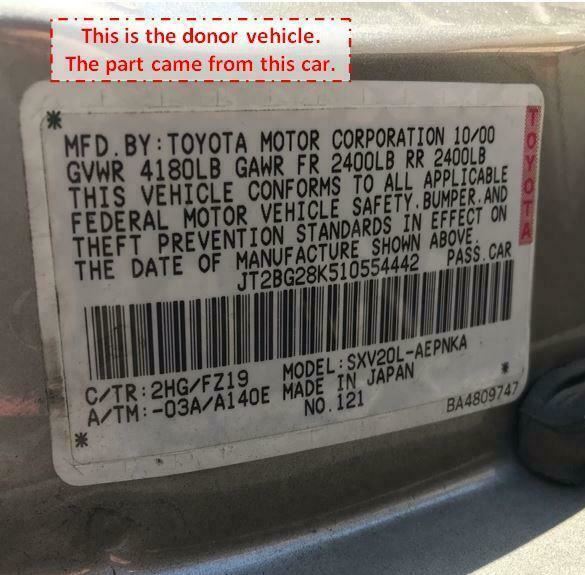 This is the donor vehicle.
The part came from this car.
MFD.BY:TOYOTA MOTOR CORPORATION 10/00
GVWR 4180LB GAWR FR 2400LB RR 2400LB
THIS VEHICLE CONFORMS TO ALL APPLICABLE
FEDERAL MOTOR VEHICLE SAFETY,BUMPER,AND
THEFT PREVENTION STANDARDS IN EFFECT ON
THE DATE OF MANUFACTURE SHOWN ABOVE.
JT2BG28K510554442 PASS.CAR
C/TR:2HG/FZ19 MODEL:SXV20L-AEPNKA
A/TM:-03A/A140E MADE IN JAPAN
NO.121 BA4809747
TOYOTA